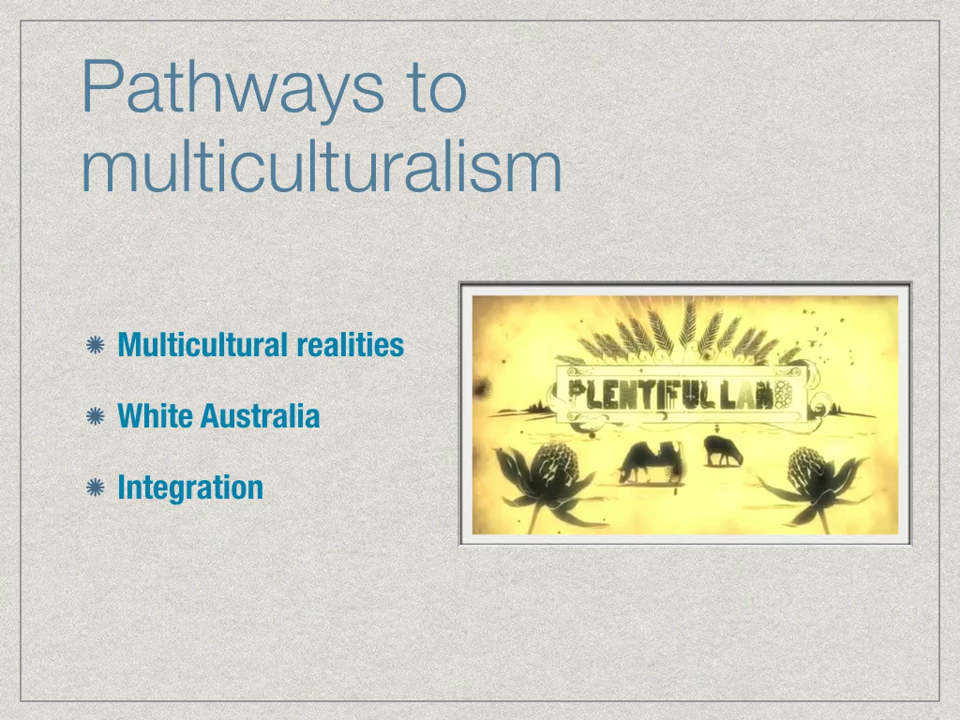 Pathways to
multiculturalism
Multicultural realities
White Australia
Integration
PLENTIFUL LAND